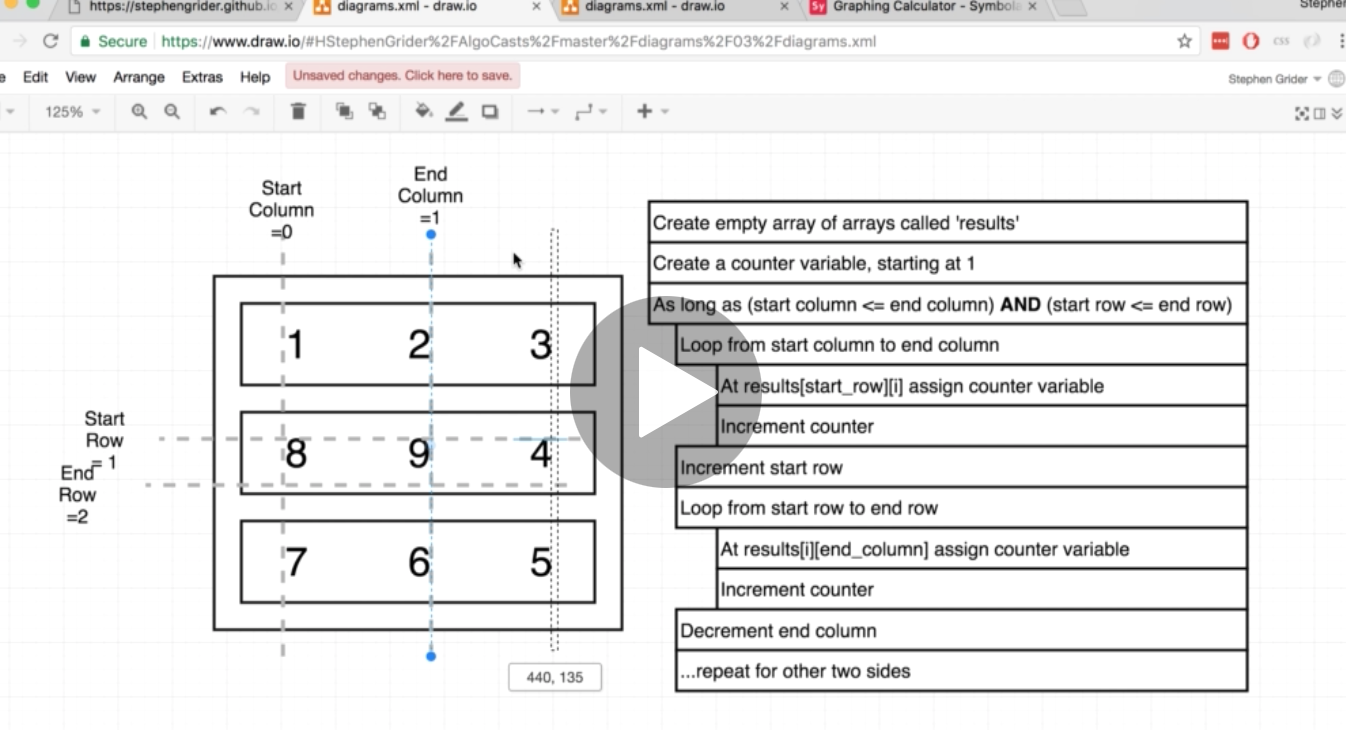 https://stephengrider.github.io
diagrams.xml - draw.io
diagrams.xml - draw.io
Sy Graphing Calculator - Symbola
Secure https://www.draw.io/#HStephenGrider%2FAlgoCasts%2Fmaster%2Fdiagrams%2F03%2Fdiagrams.xml
css
Edit View Arrange Extras Help Unsaved changes. Click here to save.
Stephen Grider
125%
Start
Column
=0
End
Column
=1
1 2 3
8 9 4
7 6 5
Start
Row
= 1
End
Row
=2
440, 135
Create empty array of arrays called 'results'
Create a counter variable, starting at 1
As long as (start column <= end column) AND (start row <= end row)
Loop from start column to end column
At results[start_row][i] assign counter variable
Increment counter
Increment start row
Loop from start row to end row
At results[i][end_column] assign counter variable
Increment counter
Decrement end column
...repeat for other two sides